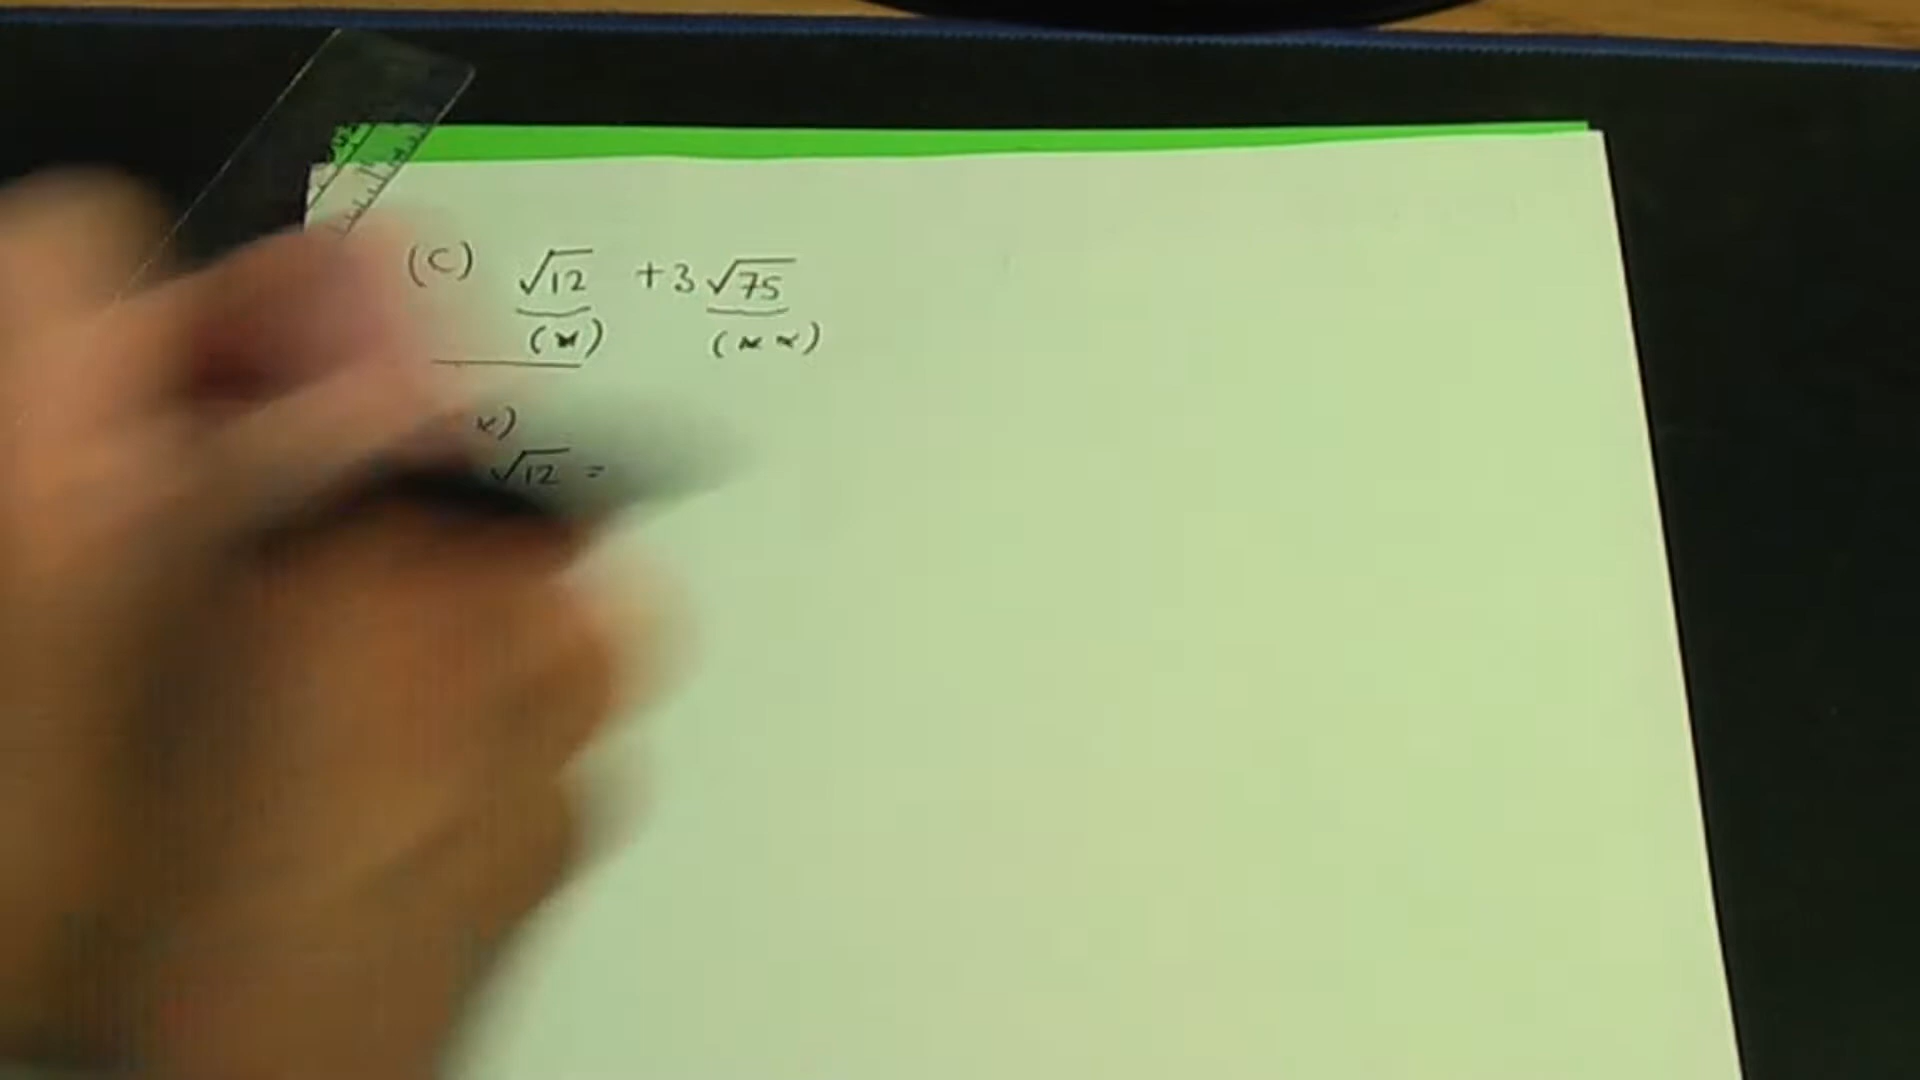 (C) √12 + 3√75
(*) (**)
*)
√12 =